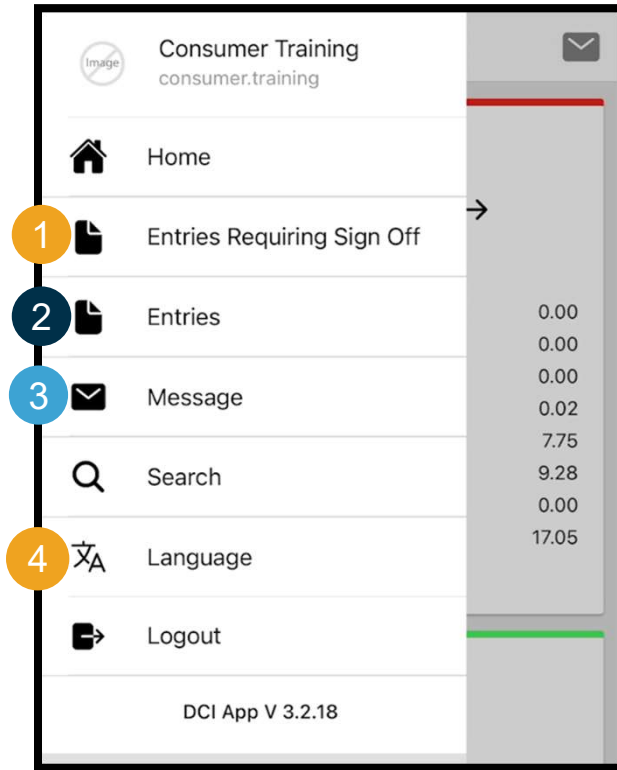 Image
Consumer Training
consumer.training
Home
1
Entries Requiring Sign Off
2
Entries
3
Message
Search
4
文A
Language
Logout
DCI App V 3.2.18
0.00
0.00
0.00
0.02
7.75
9.28
0.00
17.05